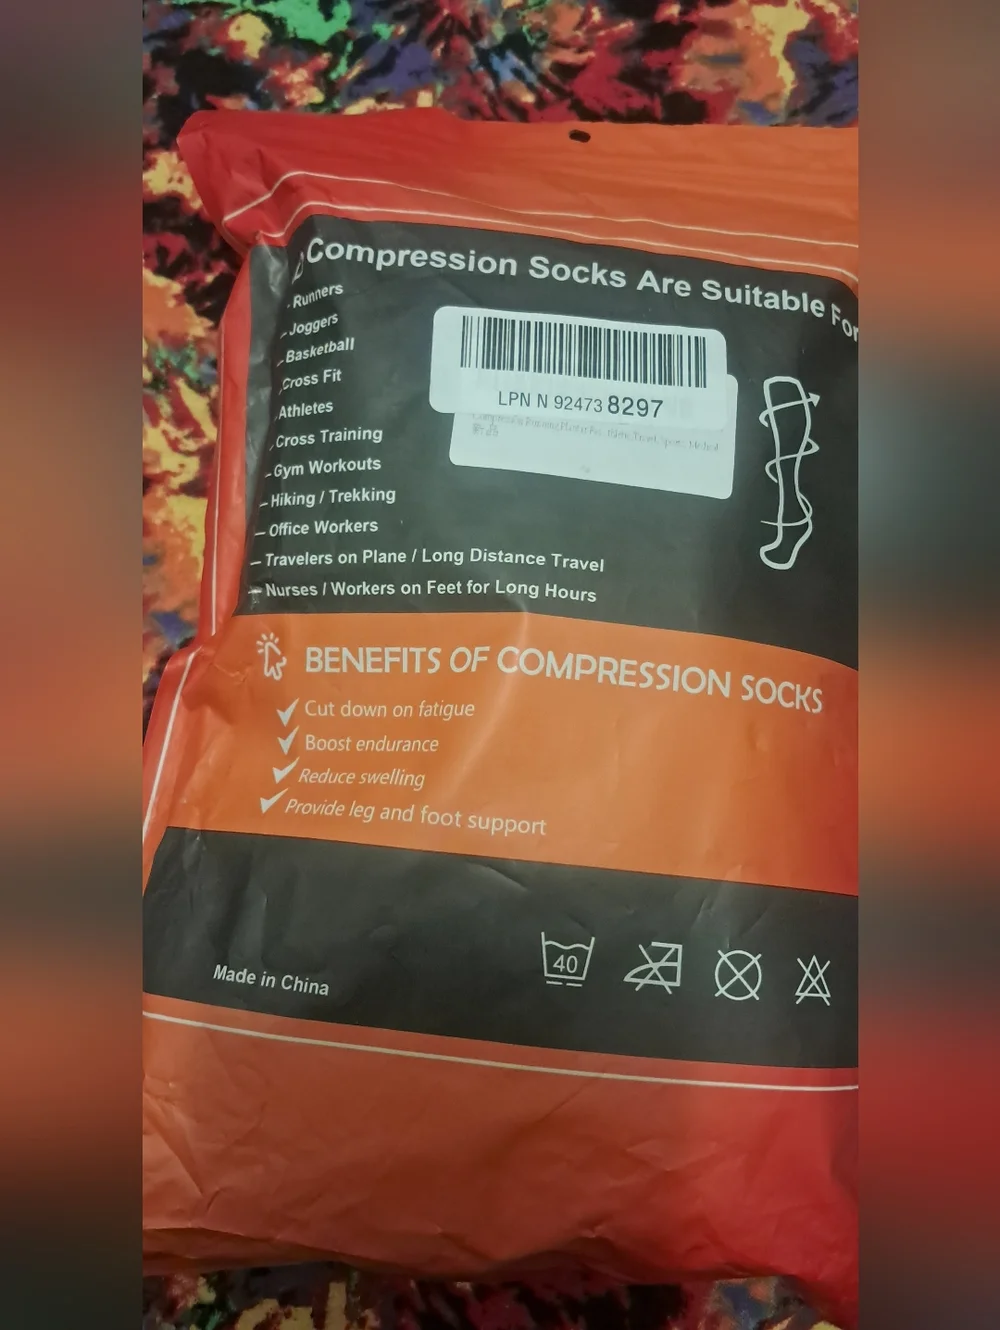 Compression Socks Are Suitable For
- Runners
- Joggers
- Basketball
- Cross Fit
- Athletes
- Cross Training
- Gym Workouts
- Hiking / Trekking
- Office Workers
- Travelers on Plane / Long Distance Travel
- Nurses / Workers on Feet for Long Hours
LPN N 92473 8297
BENEFITS OF COMPRESSION SOCKS
Cut down on fatigue
Boost endurance
Reduce swelling
Provide leg and foot support
40
Made in China